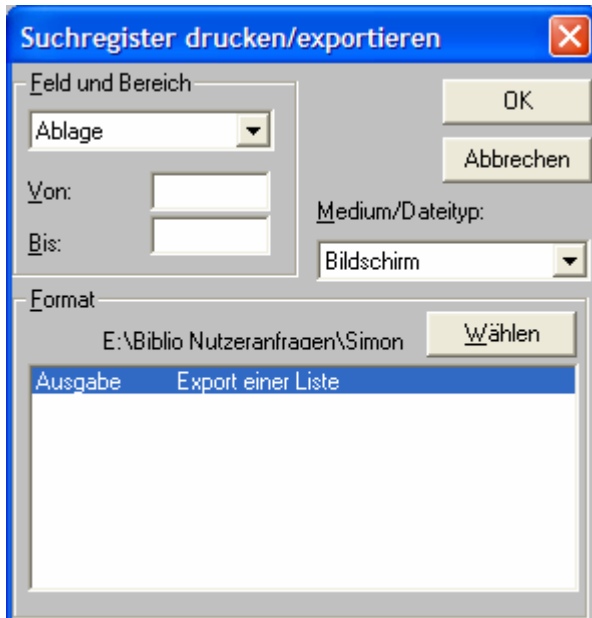 Suchregister drucken/exportieren
Feld und Bereich
Ablage
Von:
Bis:
OK
Abbrechen
Medium/Dateityp:
Bildschirm
Format
E:\Biblio Nutzeranfragen\Simon
Wählen
Ausgabe Export einer Liste